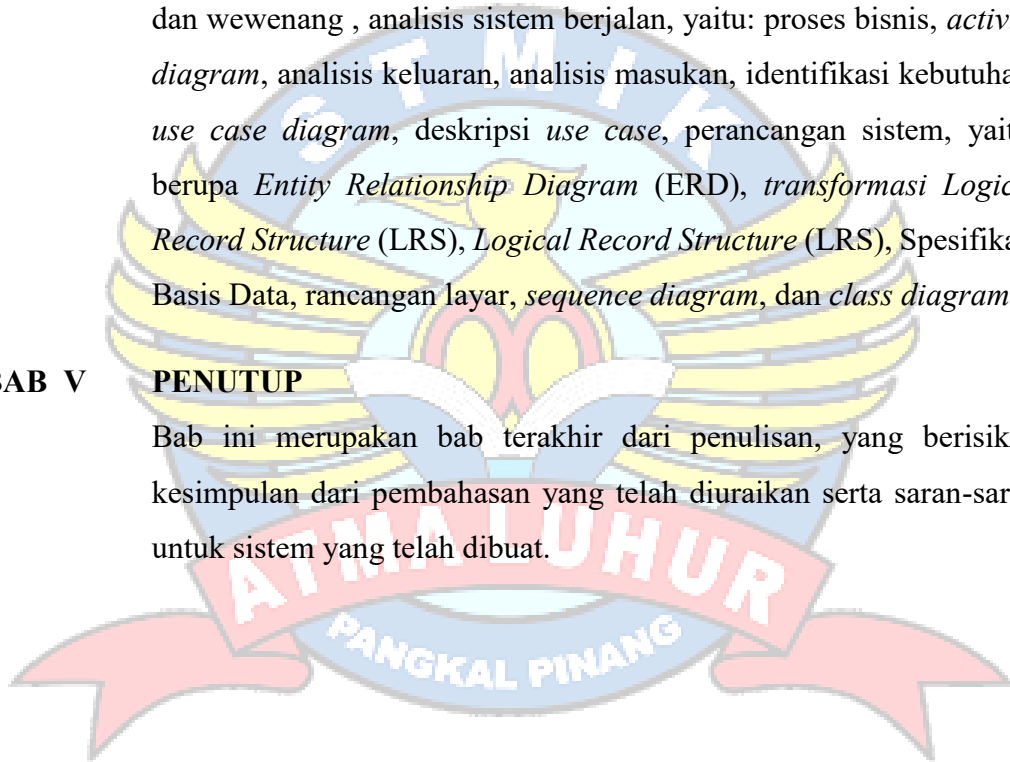 dan wewenang , analisis sistem berjalan, yaitu: proses bisnis, activi
diagram, analisis keluaran, analisis masukan, identifikasi kebutuha
use case diagram, deskripsi use case, perancangan sistem, yait
berupa Entity Relationship Diagram (ERD), transformasi Logic
Record Structure (LRS), Logical Record Structure (LRS), Spesifika
Basis Data, rancangan layar, sequence diagram, dan class diagram
BAB V PENUTUP
Bab ini merupakan bab terakhir dari penulisan, yang berisik
kesimpulan dari pembahasan yang telah diuraikan serta saran-sar
untuk sistem yang telah dibuat.
STMIK
ATMA LUHUR
PANGKAL PINANG